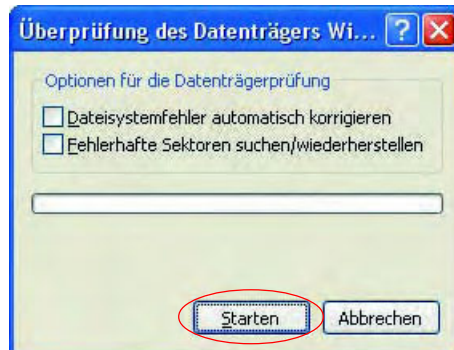 Überprüfung des Datenträgers Wi...
Optionen für die Datenträgerprüfung
Dateisystemfehler automatisch korrigieren
Fehlerhafte Sektoren suchen/wiederherstellen
Starten
Abbrechen